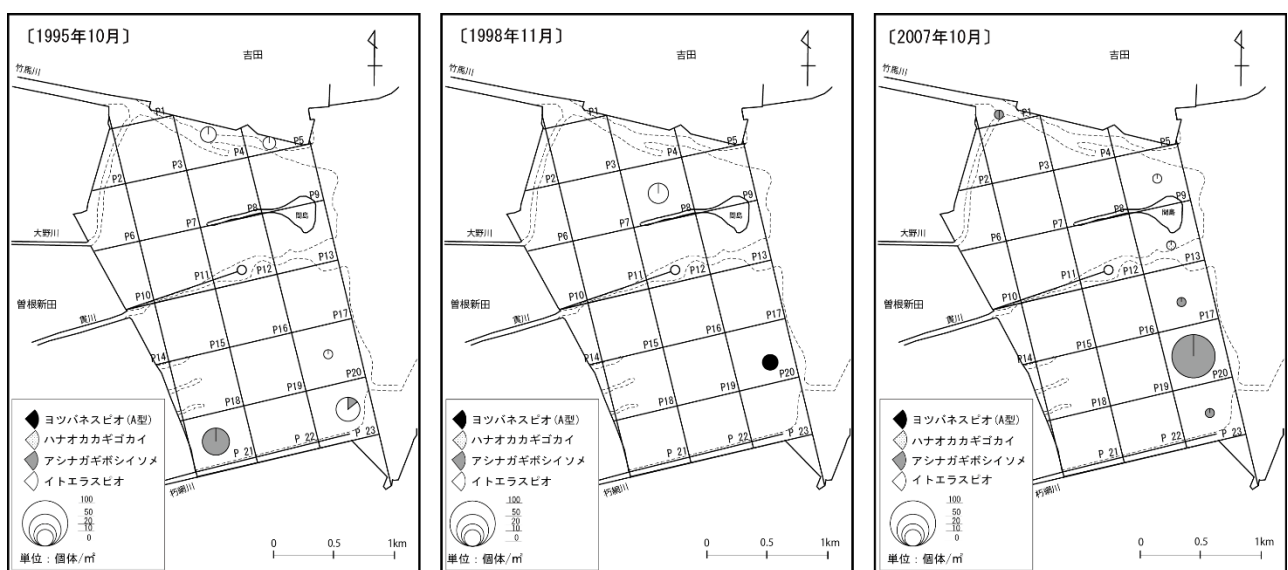 〔1995年10月〕
吉田
竹馬川
P1
P5
P4
P3
P2
P9
P8
間島
P7
P6
大野川
P13
P12
P11
P10
曽根新田
貫川
P17
P16
P15
P14
P20
P19
P18
P 23
P 22
P 21
朽網川
ヨツバネスピオ(A型)
ハナオカカギゴカイ
アシナガギボシイソメ
イトエラスピオ
100
50
20
10
0
単位：個体/㎡
0 0.5 1km
〔1998年11月〕
吉田
竹馬川
P1
P5
P4
P3
P2
P9
P8
間島
P7
P6
大野川
P13
P12
P11
P10
曽根新田
貫川
P17
P16
P15
P14
P20
P19
P18
P 23
P 22
P 21
朽網川
ヨツバネスピオ(A型)
ハナオカカギゴカイ
アシナガギボシイソメ
イトエラスピオ
100
50
20
10
0
単位：個体/㎡
0 0.5 1km
〔2007年10月〕
吉田
竹馬川
P1
P5
P4
P3
P2
P9
P8
間島
P7
P6
大野川
P13
P12
P11
P10
曽根新田
貫川
P17
P16
P15
P14
P20
P19
P18
P 23
P 22
P 21
朽網川
ヨツバネスピオ(A型)
ハナオカカギゴカイ
アシナガギボシイソメ
イトエラスピオ
100
50
20
10
0
単位：個体/㎡
0 0.5 1km